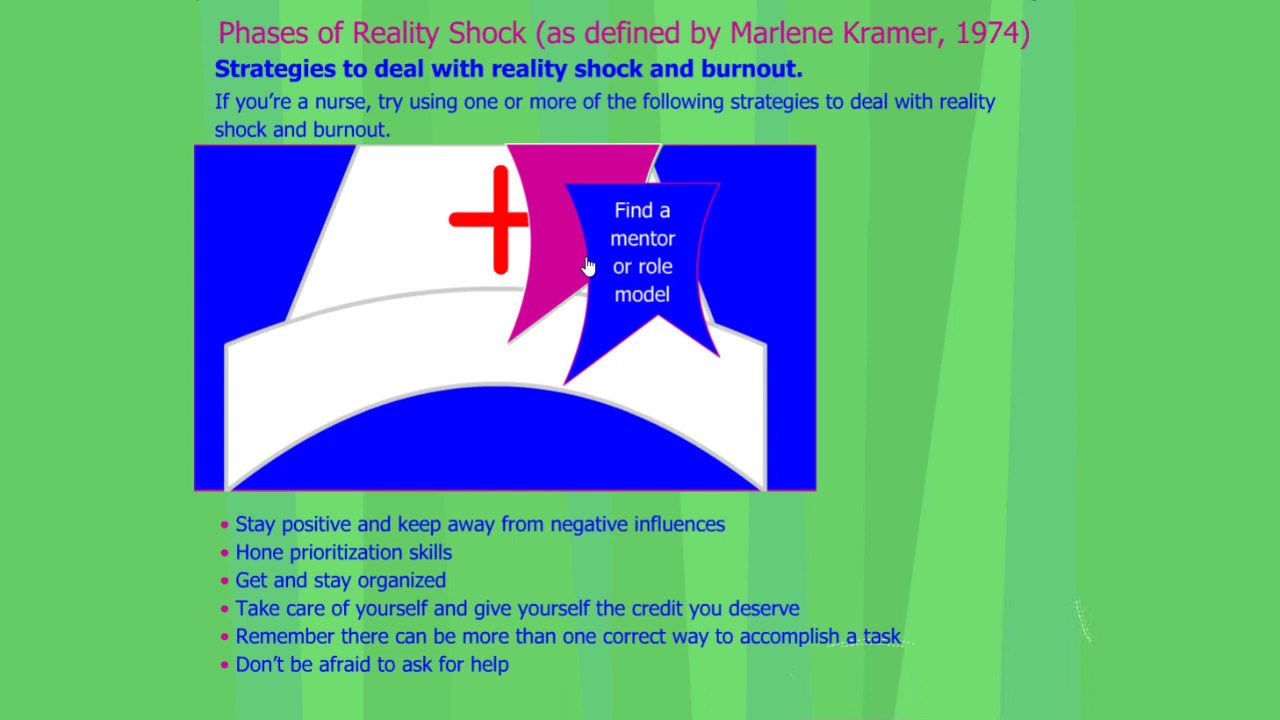 Phases of Reality Shock (as defined by Marlene Kramer, 1974)
Strategies to deal with reality shock and burnout.
If you’re a nurse, try using one or more of the following strategies to deal with reality
shock and burnout.
Find a
mentor
or role
model
• Stay positive and keep away from negative influences
• Hone prioritization skills
• Get and stay organized
• Take care of yourself and give yourself the credit you deserve
• Remember there can be more than one correct way to accomplish a task
• Don’t be afraid to ask for help